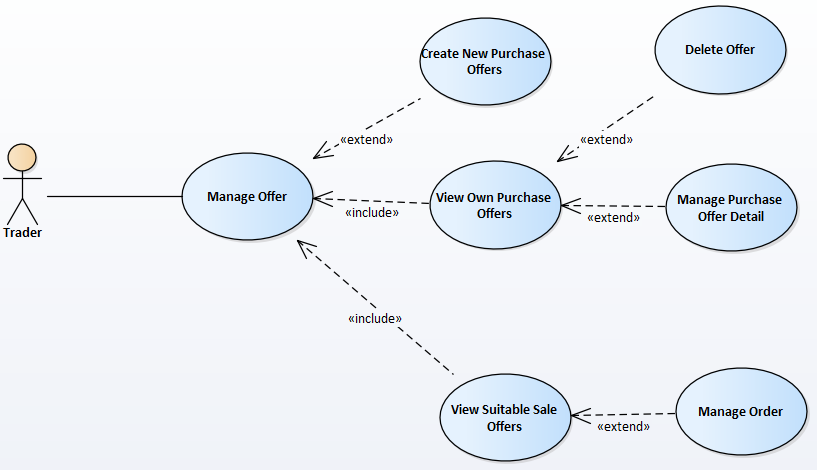 Create New Purchase
Offers
Delete Offer
«extend»
«extend»
Trader
Manage Offer
«include»
View Own Purchase
Offers
«extend»
Manage Purchase
Offer Detail
«include»
View Suitable Sale
Offers
«extend»
Manage Order